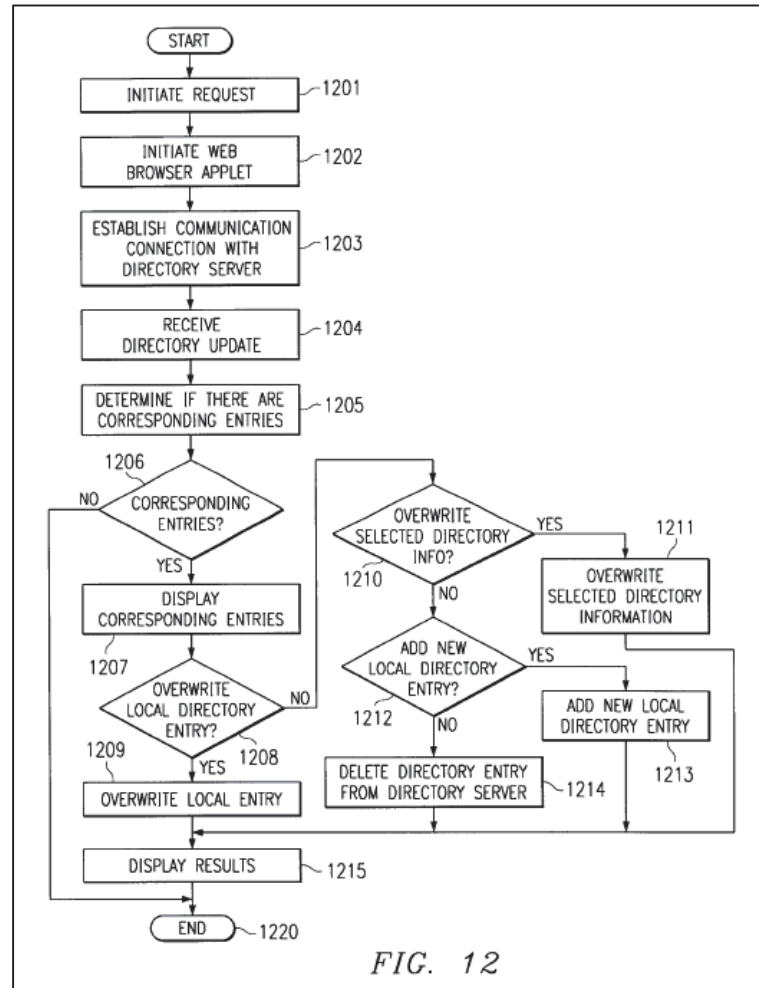 START
INITIATE REQUEST
1201
INITIATE WEB
BROWSER APPLET
1202
ESTABLISH COMMUNICATION
CONNECTION WITH
DIRECTORY SERVER
1203
RECEIVE
DIRECTORY UPDATE
1204
DETERMINE IF THERE ARE
CORRESPONDING ENTRIES
1205
1206
CORRESPONDING
ENTRIES?
NO
YES
DISPLAY
CORRESPONDING ENTRIES
1207
OVERWRITE
LOCAL DIRECTORY
ENTRY?
NO
1208
YES
1209
OVERWRITE LOCAL ENTRY
OVERWRITE
SELECTED DIRECTORY
INFO?
1210
YES
NO
1211
OVERWRITE
SELECTED DIRECTORY
INFORMATION
ADD NEW
LOCAL DIRECTORY
ENTRY?
1212
YES
NO
ADD NEW LOCAL
DIRECTORY ENTRY
1213
DELETE DIRECTORY ENTRY
FROM DIRECTORY SERVER
1214
DISPLAY RESULTS
1215
END
1220
FIG. 12